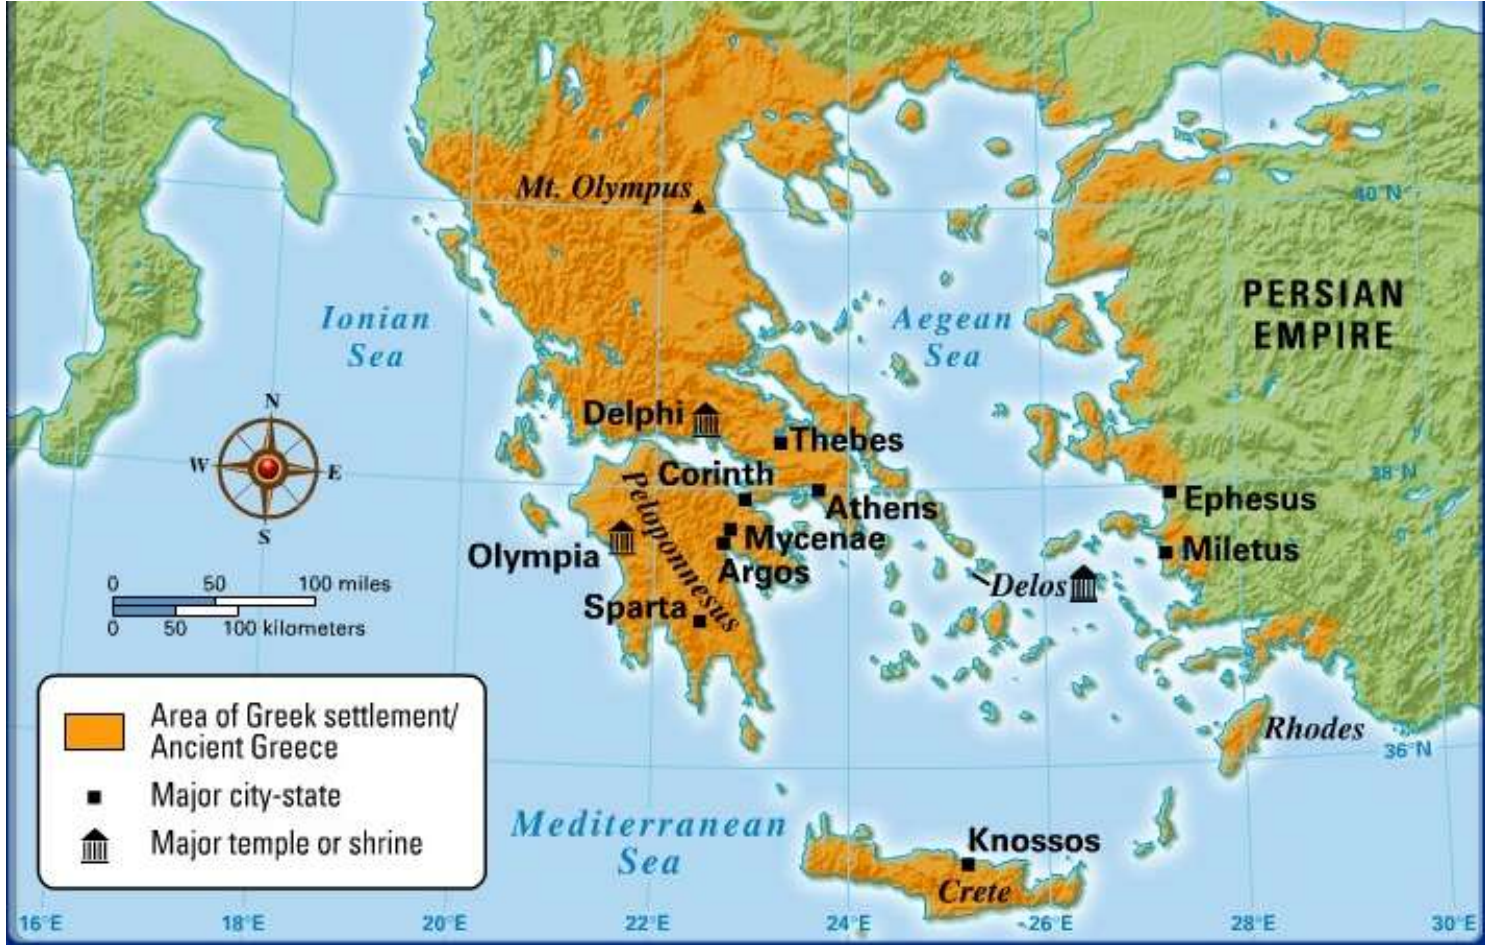 Mt. Olympus
40 N
Ionian
Sea
Aegean
Sea
PERSIAN
EMPIRE
N
W
E
S
Delphi
Thebes
Corinth
38 N
Peloponnesus
Athens
Ephesus
Mycenae
Olympia
Argos
Miletus
Delos
Sparta
0 50 100 miles
0 50 100 kilometers
Area of Greek settlement/
Ancient Greece
Major city-state
Major temple or shrine
Rhodes
36°N
Mediterranean
Sea
Knossos
Crete
16°E 18°E 20°E 22°E 24°E 26°E 28°E 30°E